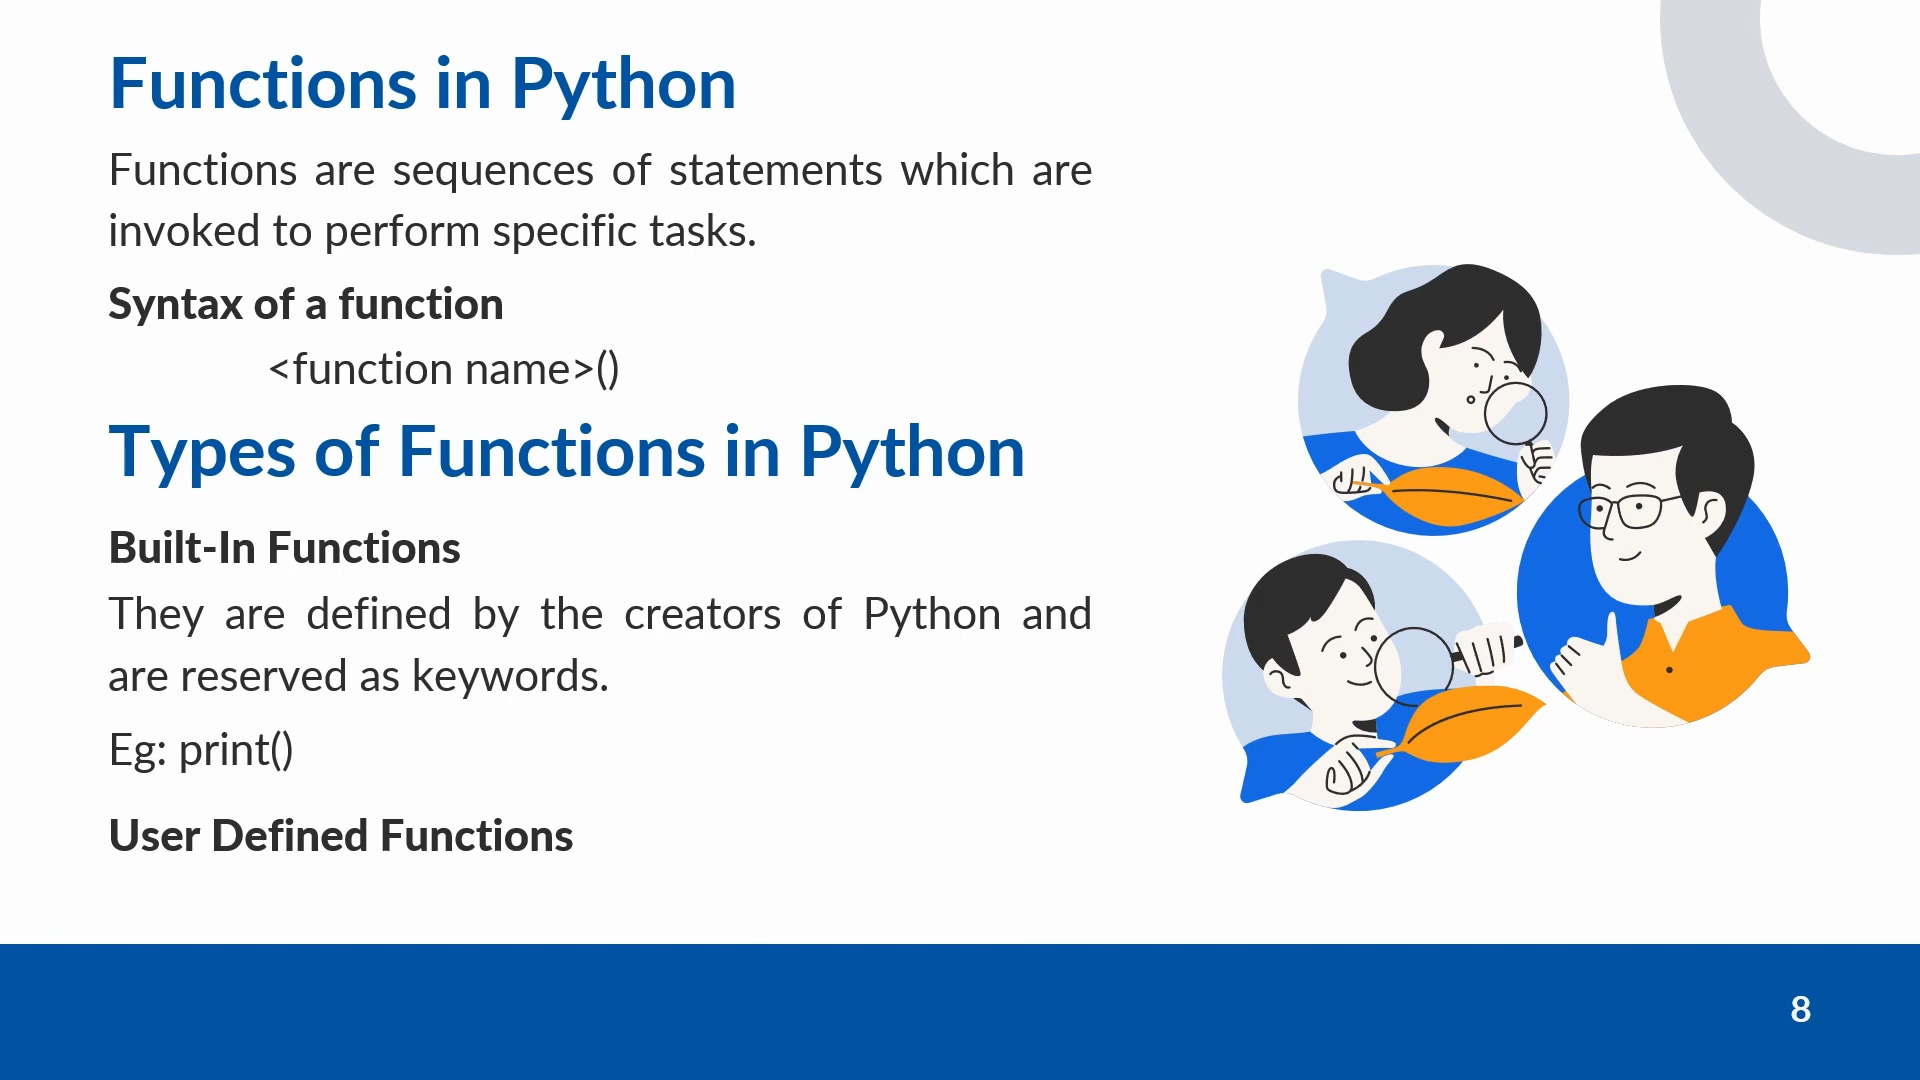 Functions in Python
Functions are sequences of statements which are
invoked to perform specific tasks.
Syntax of a function
<function name>()
Types of Functions in Python
Built-In Functions
They are defined by the creators of Python and
are reserved as keywords.
Eg: print()
User Defined Functions
8